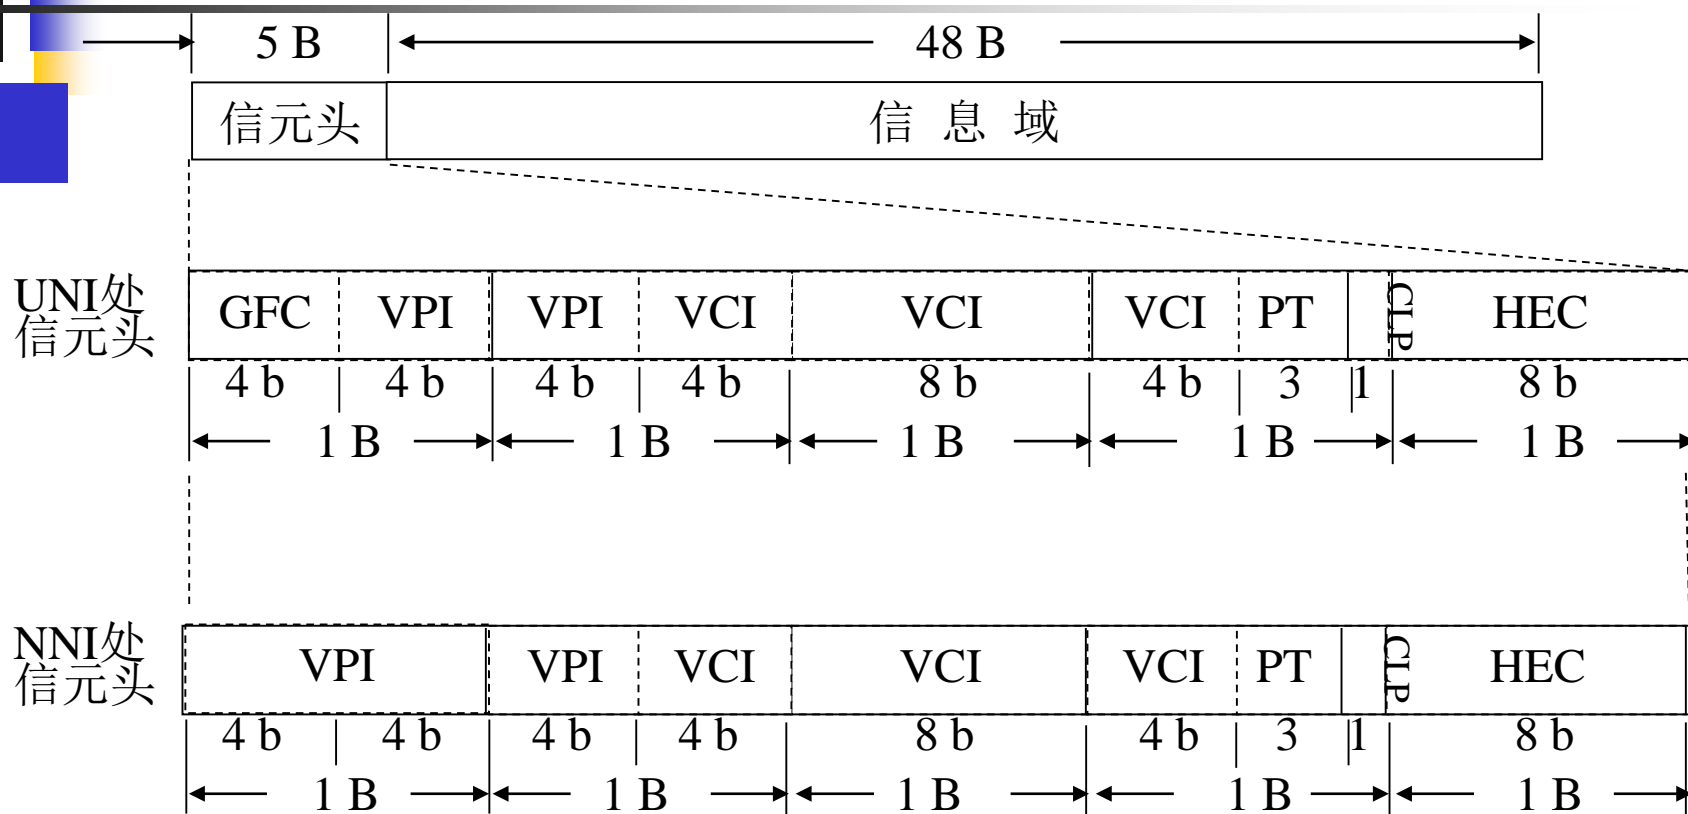 5 B 48 B
信元头 信 息 域
UNI处
信元头
GFC VPI VPI VCI VCI VCI PT CLP HEC
4 b 4 b 4 b 4 b 8 b 4 b 3 1 8 b
1 B 1 B 1 B 1 B 1 B
NNI处
信元头
VPI VPI VCI VCI VCI PT CLP HEC
4 b 4 b 4 b 4 b 8 b 4 b 3 1 8 b
1 B 1 B 1 B 1 B 1 B